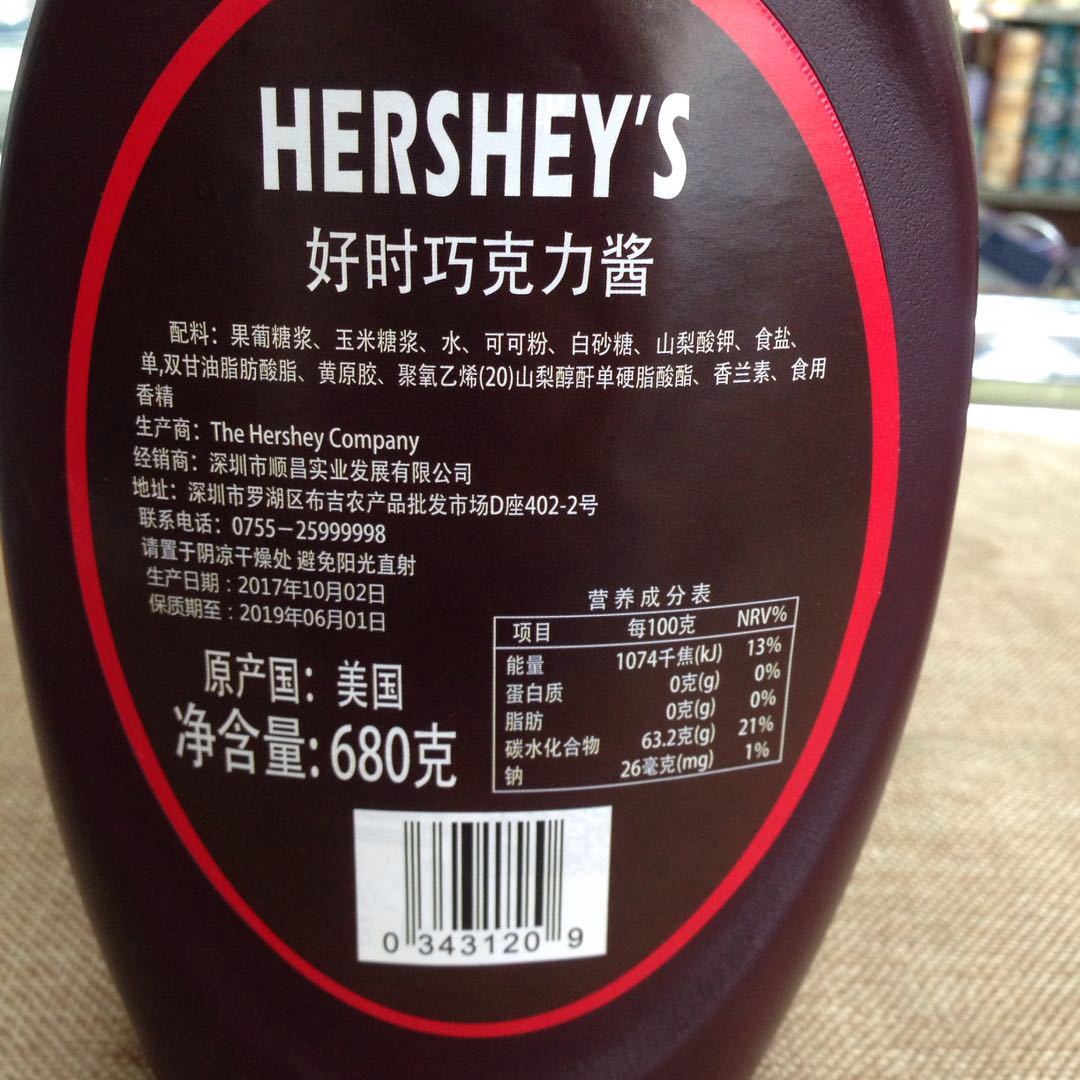 HERSHEY'S
好时巧克力酱
配料：果葡糖浆、玉米糖浆、水、可可粉、白砂糖、山梨酸钾、食盐、
单,双甘油脂肪酸脂、黄原胶、聚氧乙烯(20)山梨醇酐单硬脂酸酯、香兰素、食用
香精
生产商：The Hershey Company
经销商：深圳市顺昌实业发展有限公司
地址：深圳市罗湖区布吉农产品批发市场D座402-2号
联系电话：0755－25999998
请置于阴凉干燥处 避免阳光直射
生产日期：2017年10月02日
保质期至：2019年06月01日
原产国：美国
净含量:680克
营养成分表
项目 每100克 NRV%
能量 1074千焦(kJ) 13%
蛋白质 0克(g) 0%
脂肪 0克(g) 0%
碳水化合物 63.2克(g) 21%
钠 26毫克(mg) 1%
0 343120 9